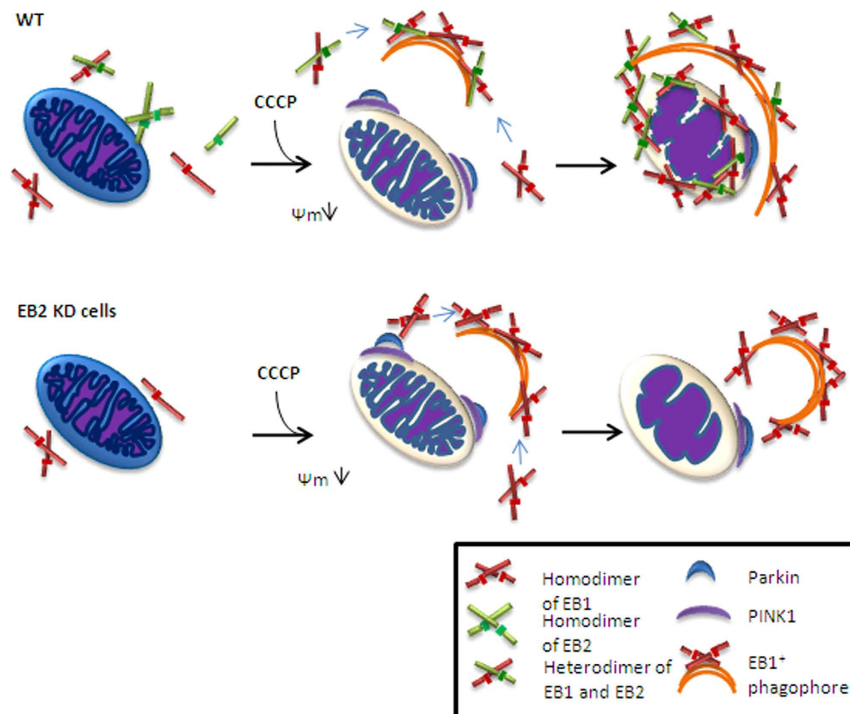 WT
CCCP
Ψm
EB2 KD cells
CCCP
Ψm
Homodimer
of EB1
Homodimer
of EB2
Heterodimer of
EB1 and EB2
Parkin
PINK1
EB1⁺
phagophore